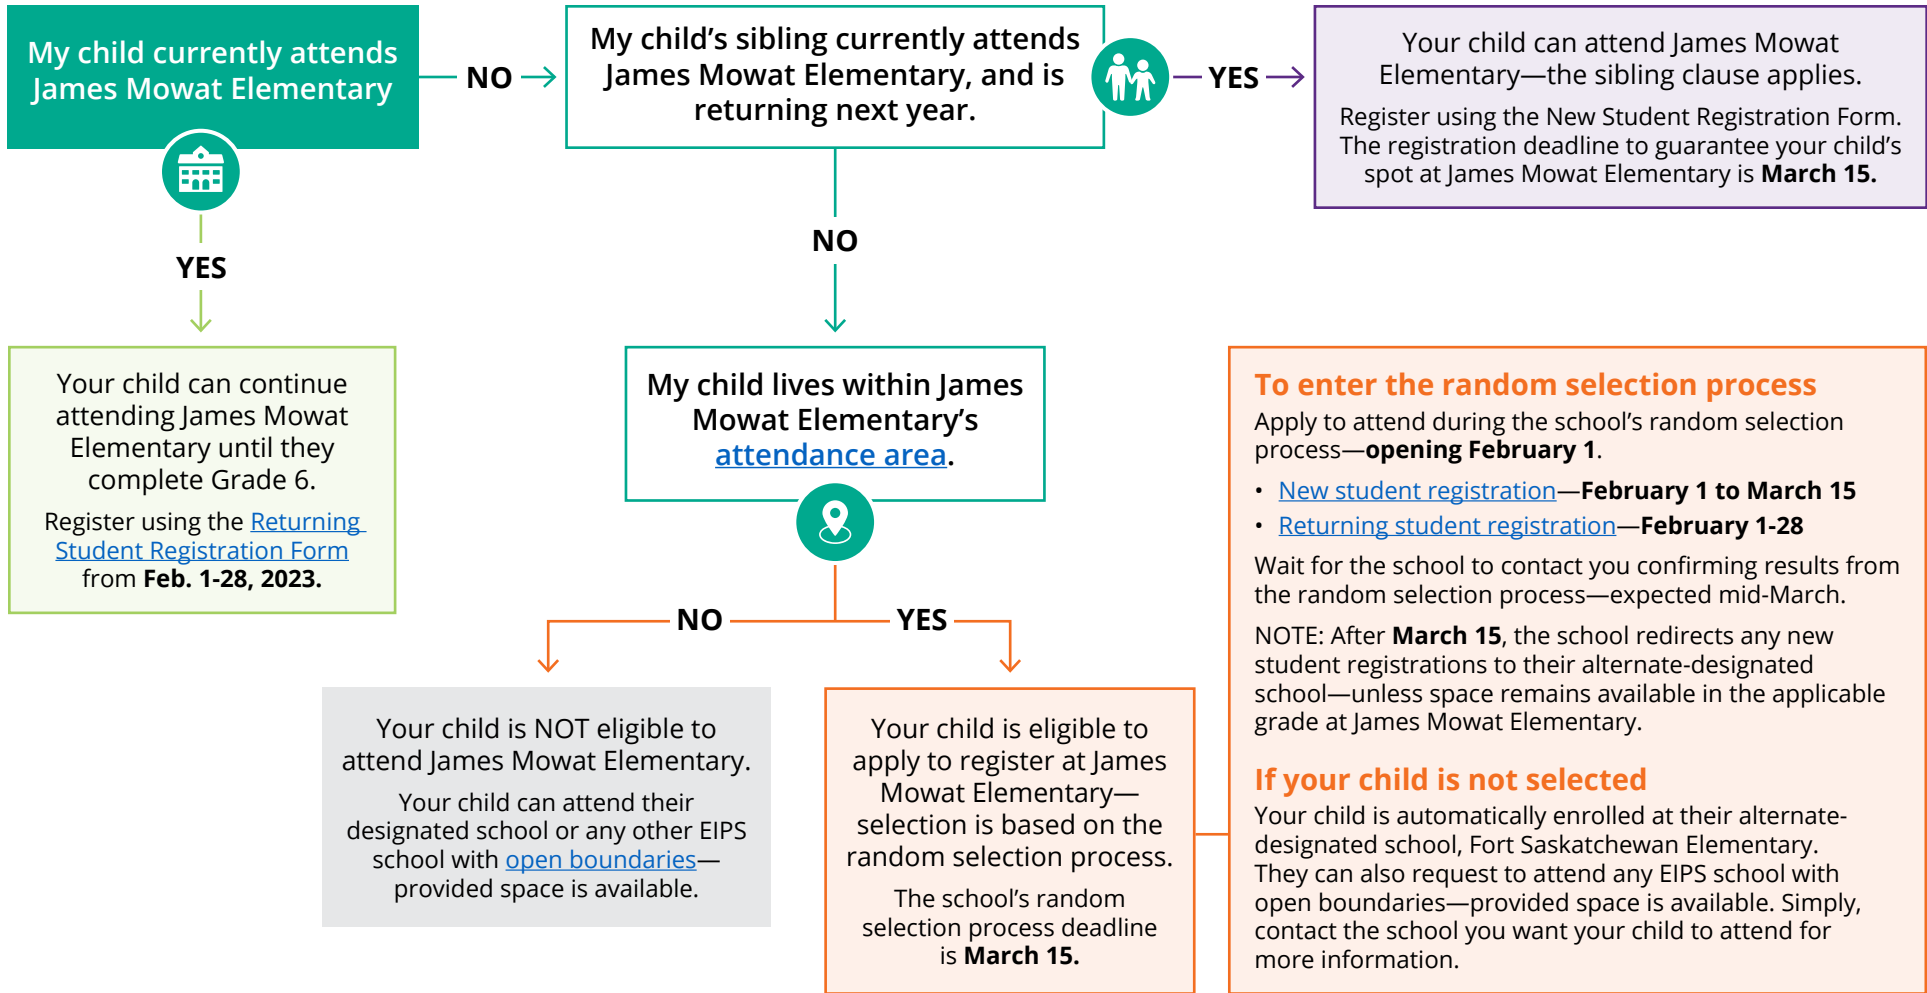 My child currently attends
James Mowat Elementary
NO
My child’s sibling currently attends
James Mowat Elementary, and is
returning next year.
YES
Your child can attend James Mowat
Elementary—the sibling clause applies.
Register using the New Student Registration Form.
The registration deadline to guarantee your child’s
spot at James Mowat Elementary is March 15.
YES
NO
Your child can continue
attending James Mowat
Elementary until they
complete Grade 6.
Register using the Returning
Student Registration Form
from Feb. 1-28, 2023.
My child lives within James
Mowat Elementary’s
attendance area.
NO
YES
Your child is NOT eligible to
attend James Mowat Elementary.
Your child can attend their
designated school or any other EIPS
school with open boundaries—
provided space is available.
Your child is eligible to
apply to register at James
Mowat Elementary—
selection is based on the
random selection process.
The school’s random
selection process deadline
is March 15.
To enter the random selection process
Apply to attend during the school’s random selection
process—opening February 1.
• New student registration—February 1 to March 15
• Returning student registration—February 1-28
Wait for the school to contact you confirming results from
the random selection process—expected mid-March.
NOTE: After March 15, the school redirects any new
student registrations to their alternate-designated
school—unless space remains available in the applicable
grade at James Mowat Elementary.
If your child is not selected
Your child is automatically enrolled at their alternate-
designated school, Fort Saskatchewan Elementary.
They can also request to attend any EIPS school with
open boundaries—provided space is available. Simply,
contact the school you want your child to attend for
more information.